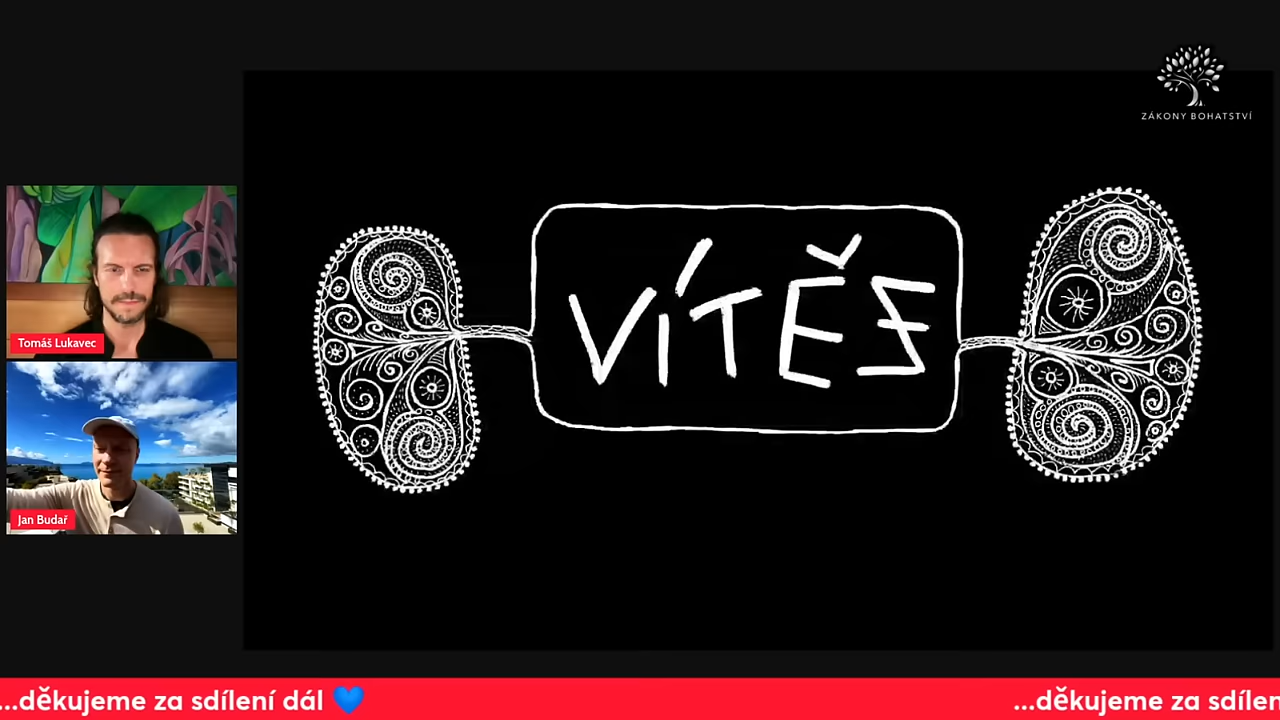 ZÁKONY BOHATSTVÍ
VÍTĚZ
Tomáš Lukavec
Jan Budař
...děkujeme za sdílení dál 💙
...děkujeme za sdílen